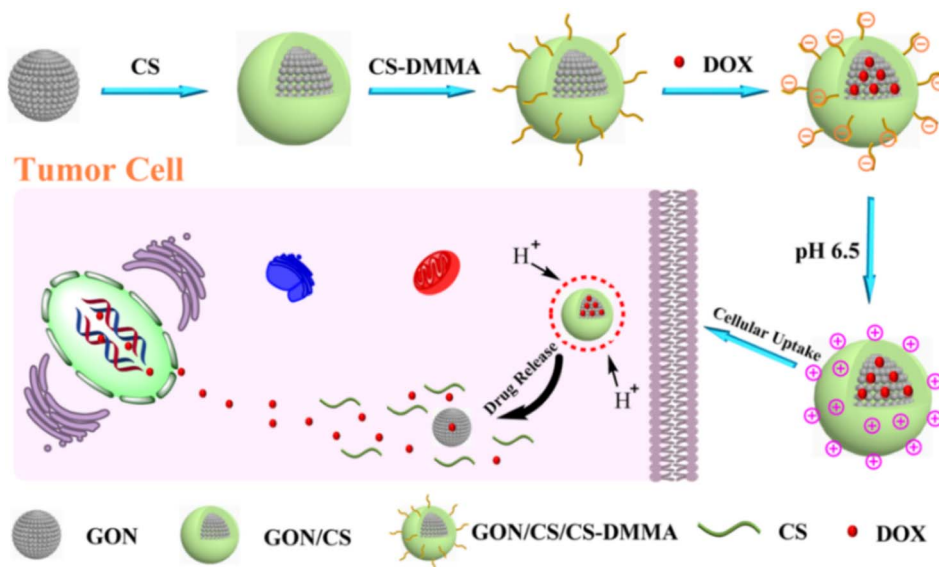 CS
CS-DMMA
DOX
Tumor Cell
pH 6.5
H+
Cellular Uptake
Drug Release
H+
GON
GON/CS
GON/CS/CS-DMMA
CS
DOX